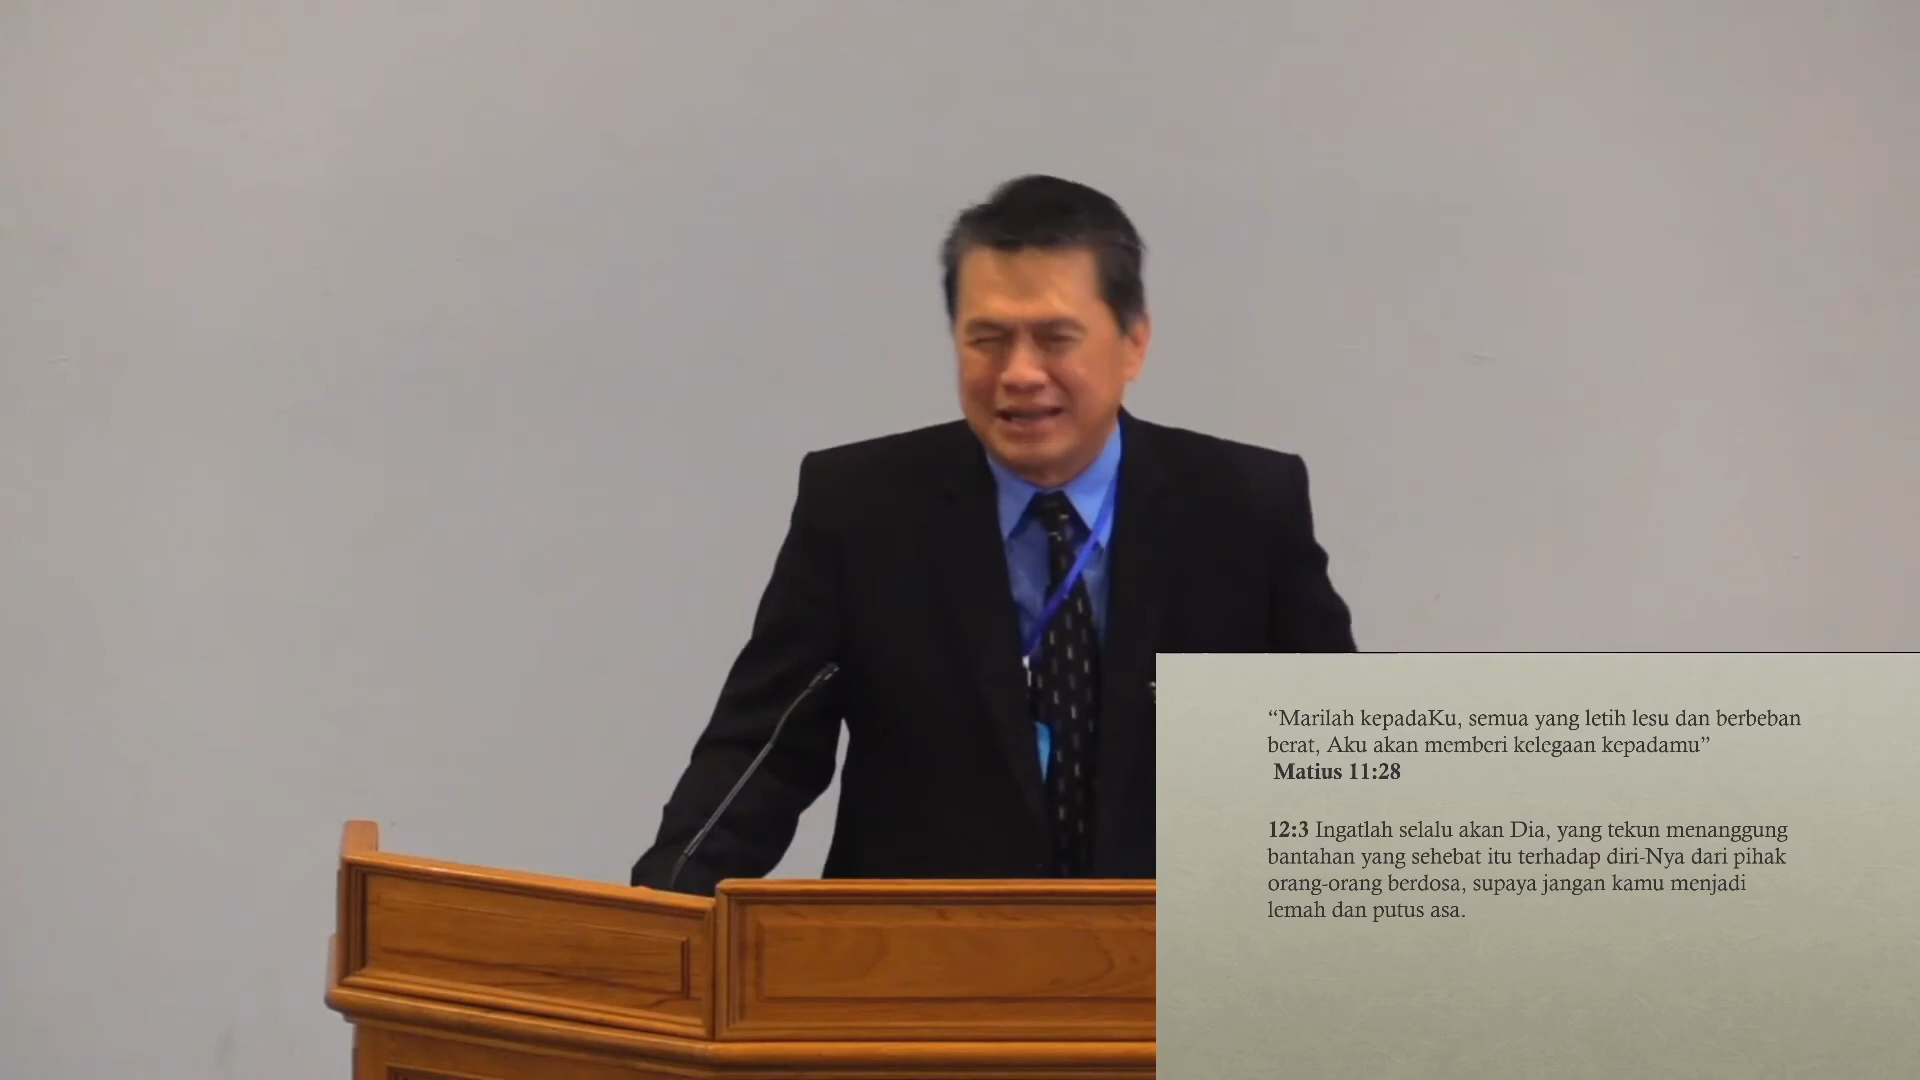 “Marilah kepadaKu, semua yang letih lesu dan berbeban
berat, Aku akan memberi kelegaan kepadamu”
Matius 11:28
12:3 Ingatlah selalu akan Dia, yang tekun menanggung
bantahan yang sehebat itu terhadap diri-Nya dari pihak
orang-orang berdosa, supaya jangan kamu menjadi
lemah dan putus asa.